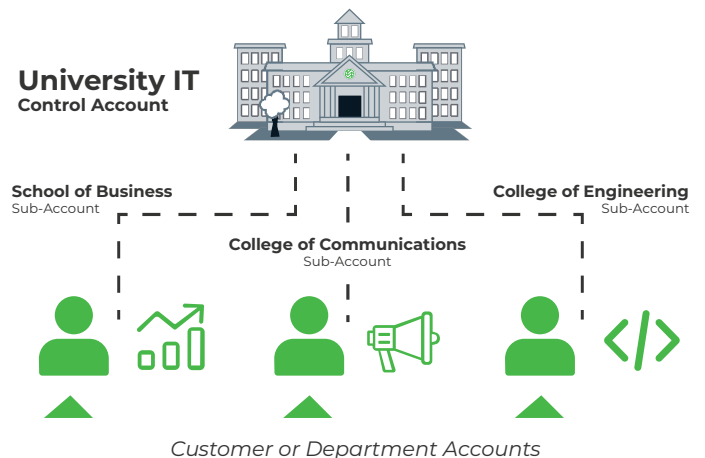 University IT
Control Account
School of Business
Sub-Account
College of Engineering
Sub-Account
College of Communications
Sub-Account
Customer or Department Accounts